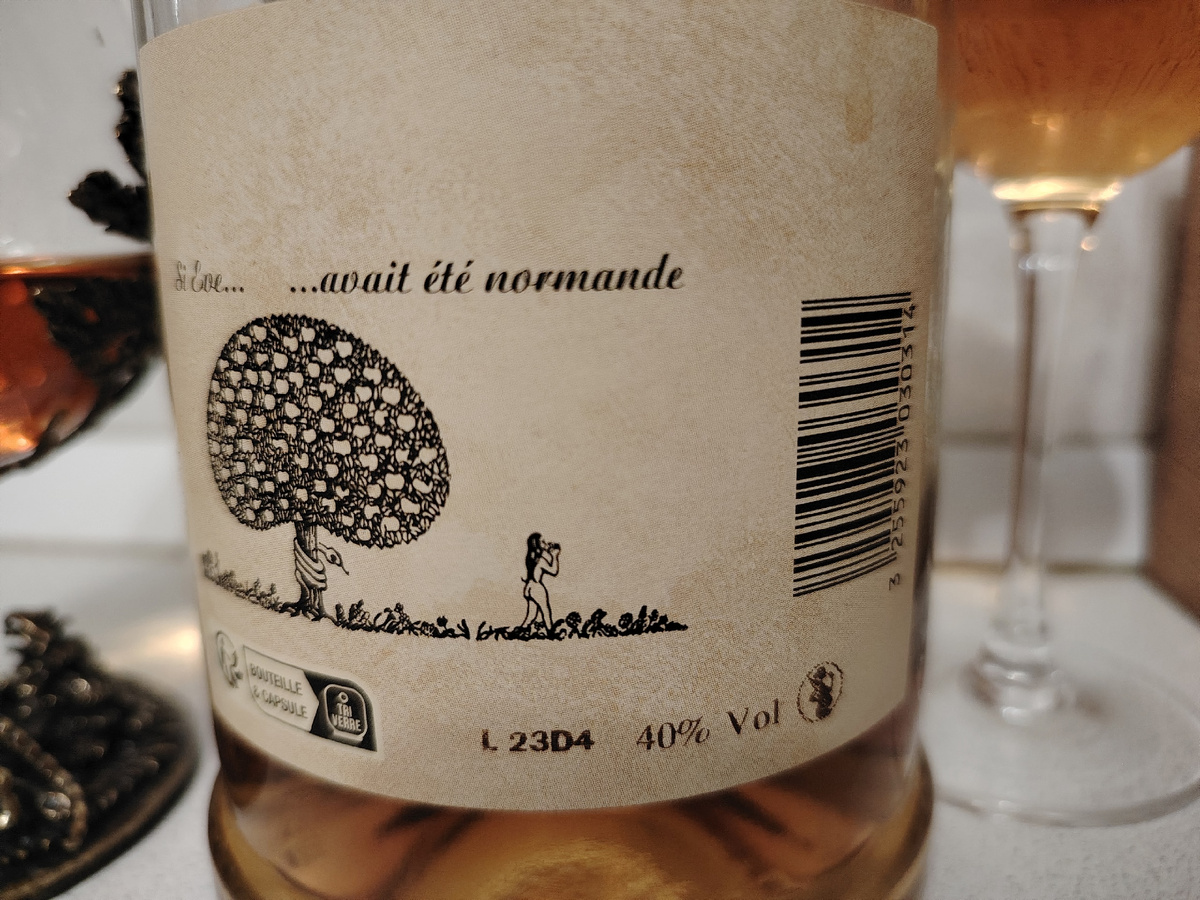 Si Eve... ...avait été normande
BOUTEILLE
& CAPSULE
TRI
VERRE
L 23D4 40% Vol
3 255923 030314